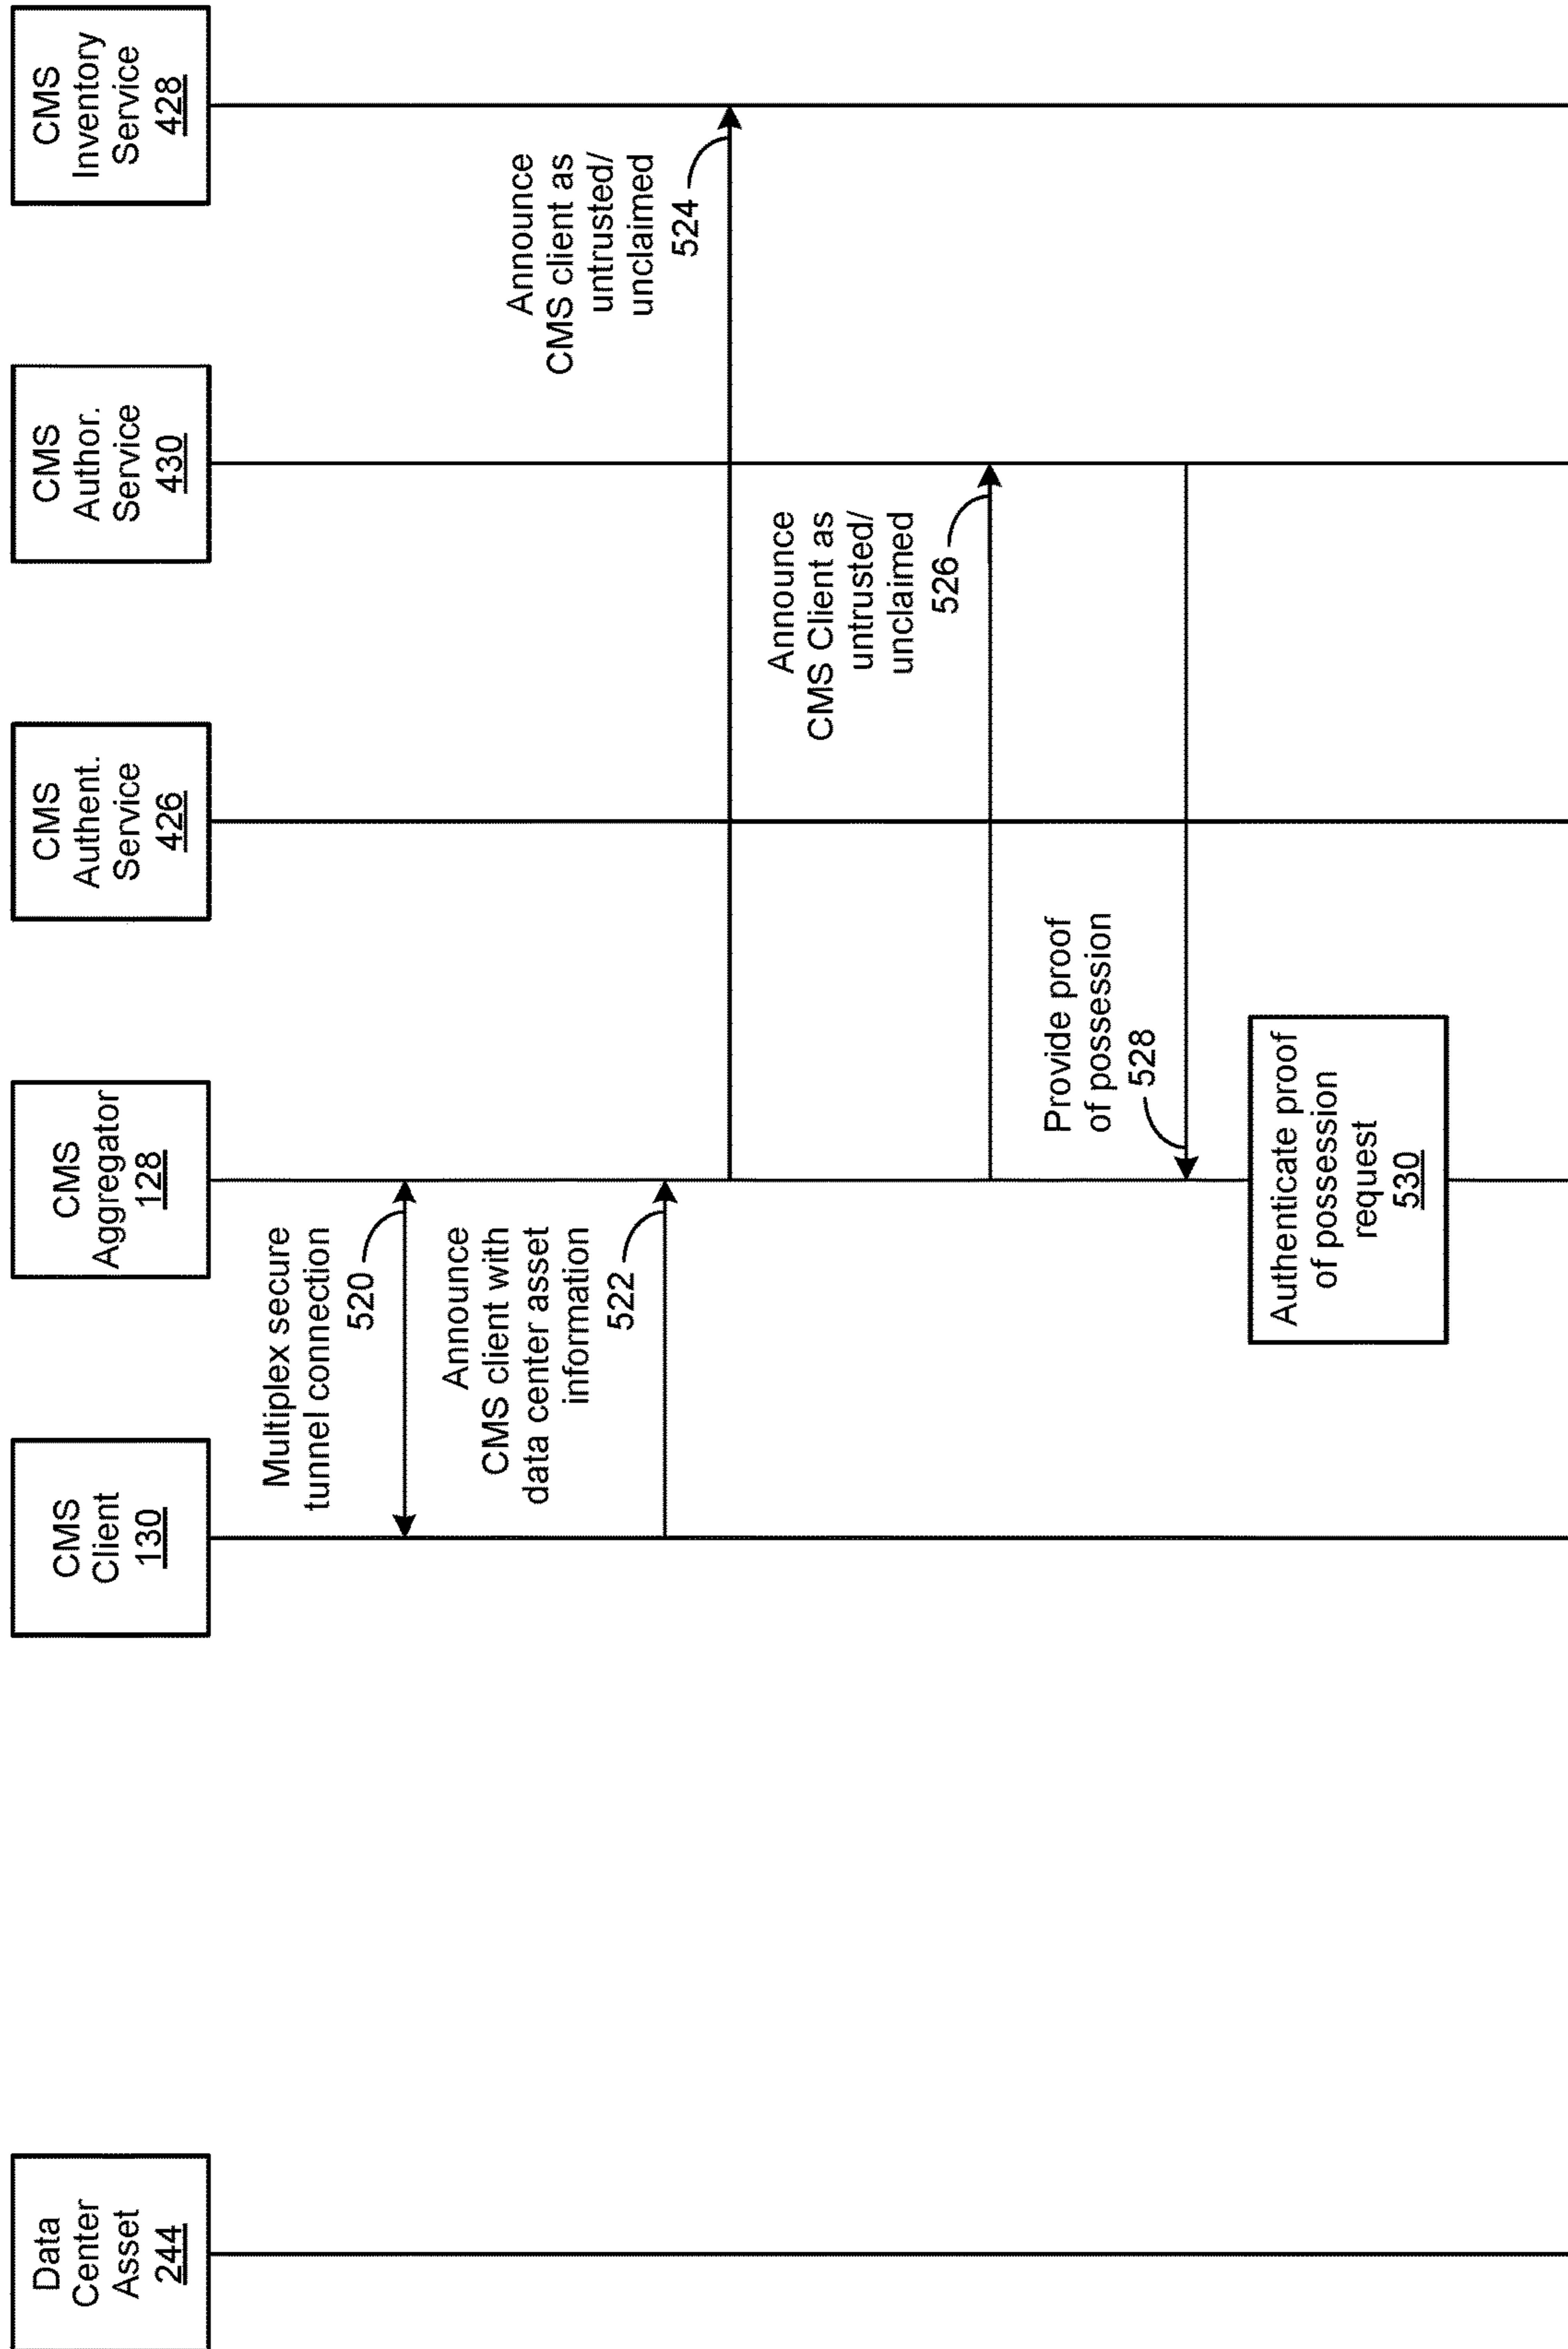 Data
Center
Asset
244
CMS
Client
130
CMS
Aggregator
128
CMS
Authent.
Service
426
CMS
Author.
Service
430
CMS
Inventory
Service
428
Multiplex secure
tunnel connection
520
Announce
CMS client with
data center asset
information
522
Announce
CMS client as
untrusted/
unclaimed
524
Announce
CMS Client as
untrusted/
unclaimed
526
Provide proof
of possession
528
Authenticate proof
of possession
request
530